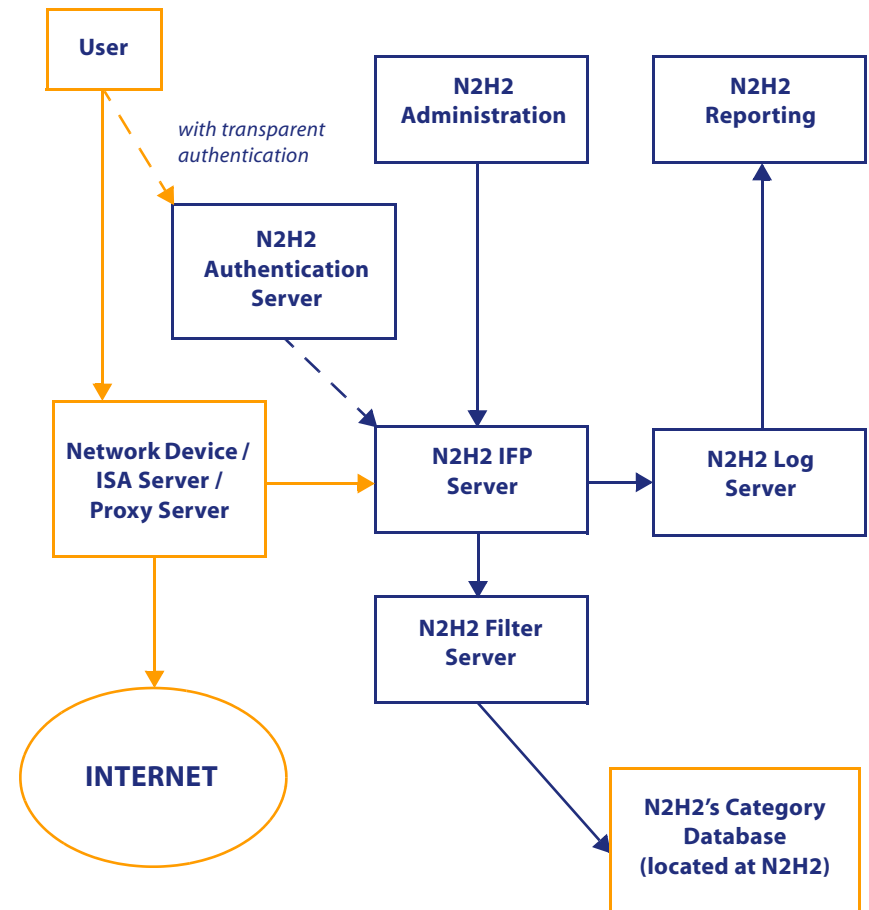 User
N2H2
Administration
N2H2
Reporting
with transparent
authentication
N2H2
Authentication
Server
Network Device /
ISA Server /
Proxy Server
N2H2 IFP
Server
N2H2 Log
Server
N2H2 Filter
Server
INTERNET
N2H2’s Category
Database
(located at N2H2)